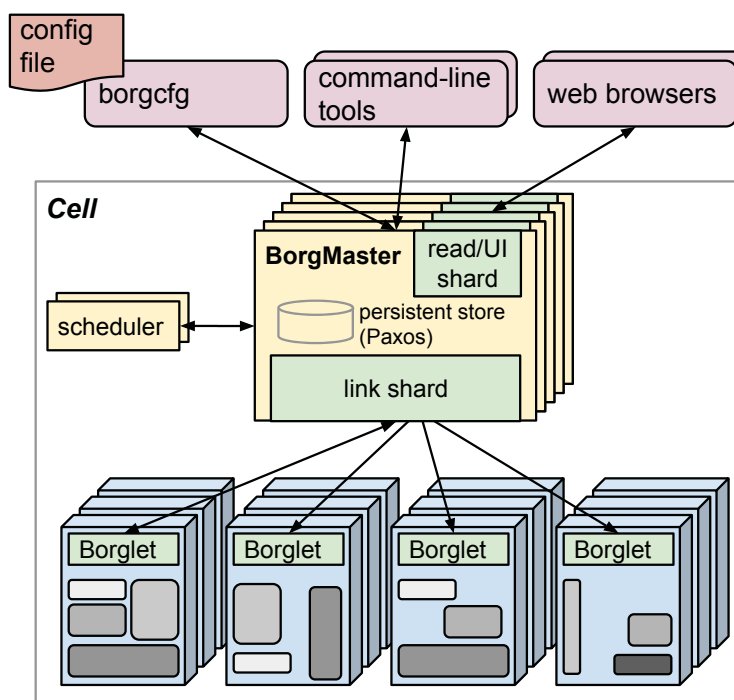 config
file
borgcfg
command-line
tools
web browsers
Cell
BorgMaster
read/UI
shard
scheduler
persistent store
(Paxos)
link shard
Borglet
Borglet
Borglet
Borglet